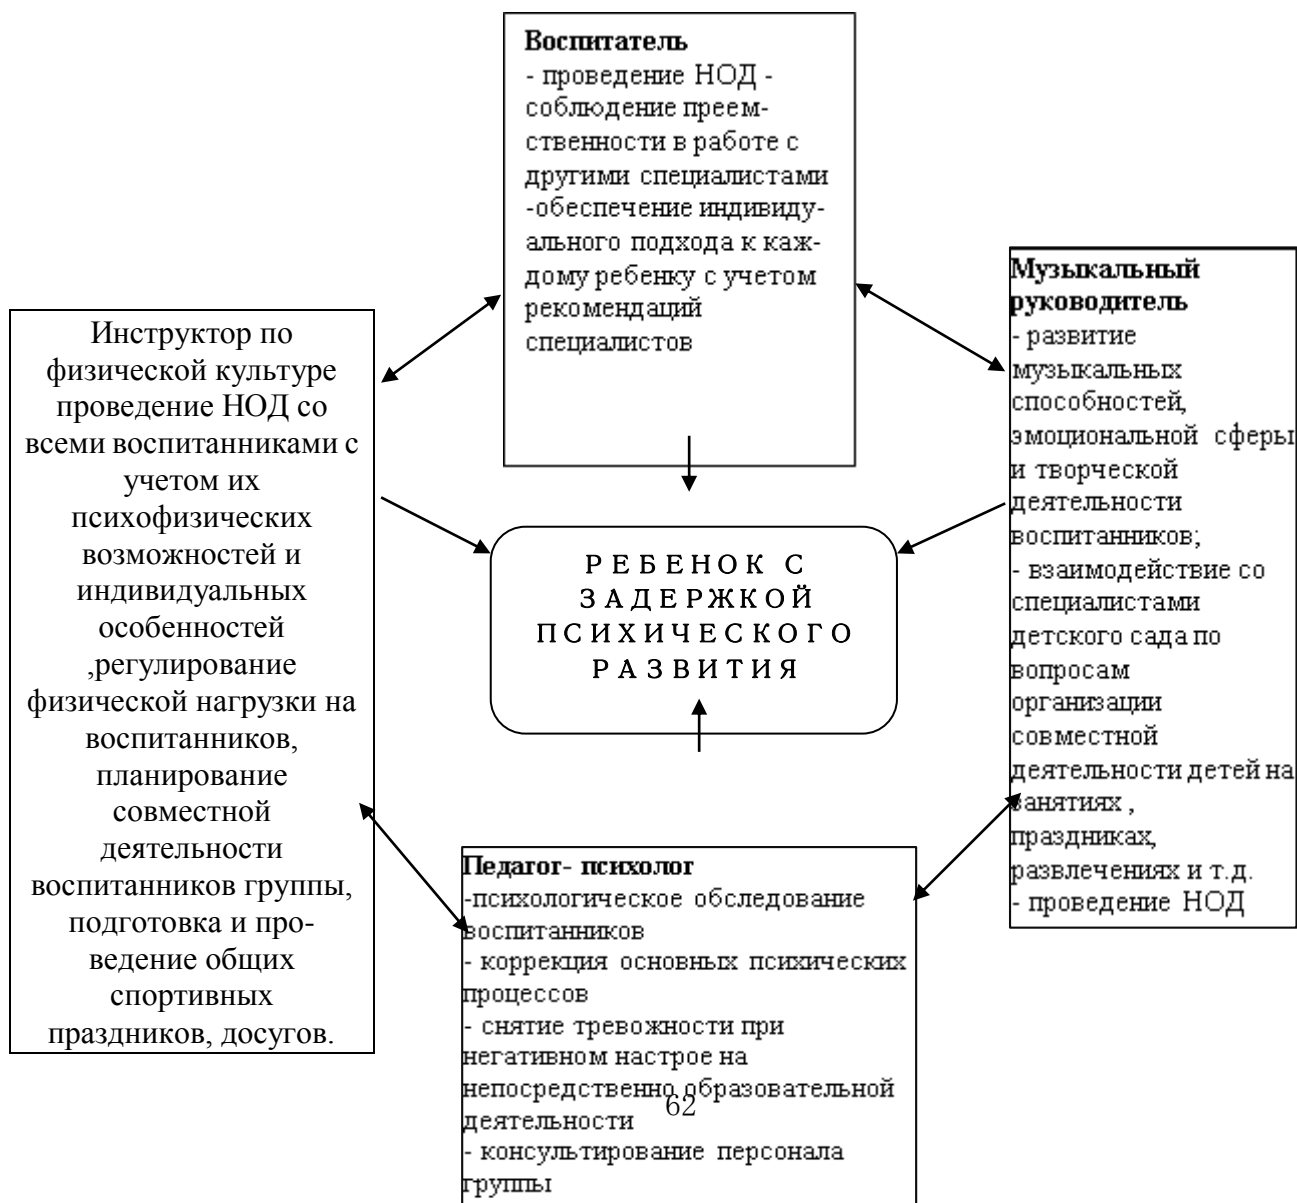 Воспитатель
- проведение НОД -
соблюдение преем-
ственности в работе с
другими специалистами
-обеспечение индивиду-
ального подхода к каж-
дому ребенку с учетом
рекомендаций
специалистов
Инструктор по
физической культуре
проведение НОД со
всеми воспитанниками с
учетом их
психофизических
возможностей и
индивидуальных
особенностей
,регулирование
физической нагрузки на
воспитанников,
планирование
совместной
деятельности
воспитанников группы,
подготовка и про-
ведение общих
спортивных
праздников, досугов.
РЕБЕНОК С
ЗАДЕРЖКОЙ
ПСИХИЧЕСКОГО
РАЗВИТИЯ
Музыкальный
руководитель
- развитие
музыкальных
способностей,
эмоциональной сферы
и творческой
деятельности
воспитанников;
- взаимодействие со
специалистами
детского сада по
вопросам
организации
совместной
деятельности детей на
занятиях ,
праздниках,
развлечениях и т.д.
- проведение НОД
Педагог- психолог
-психологическое обследование
воспитанников
- коррекция основных психических
процессов
- снятие тревожности при
негативном настрое на
непосредственно образовательной
деятельности
- консультирование персонала
группы
62